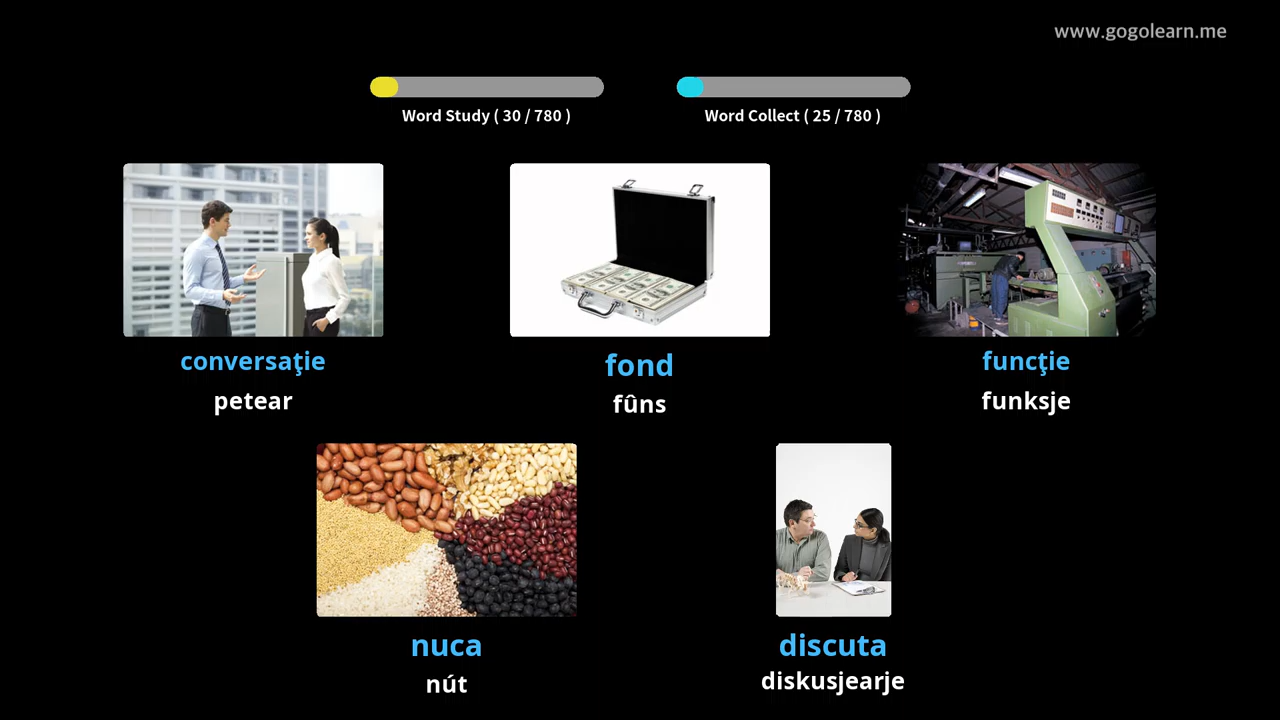 www.gogolearn.me
Word Study ( 30 / 780 )
Word Collect ( 25 / 780 )
conversaţie
petear
fond
fûns
funcţie
funksje
nuca
nút
discuta
diskusjearje